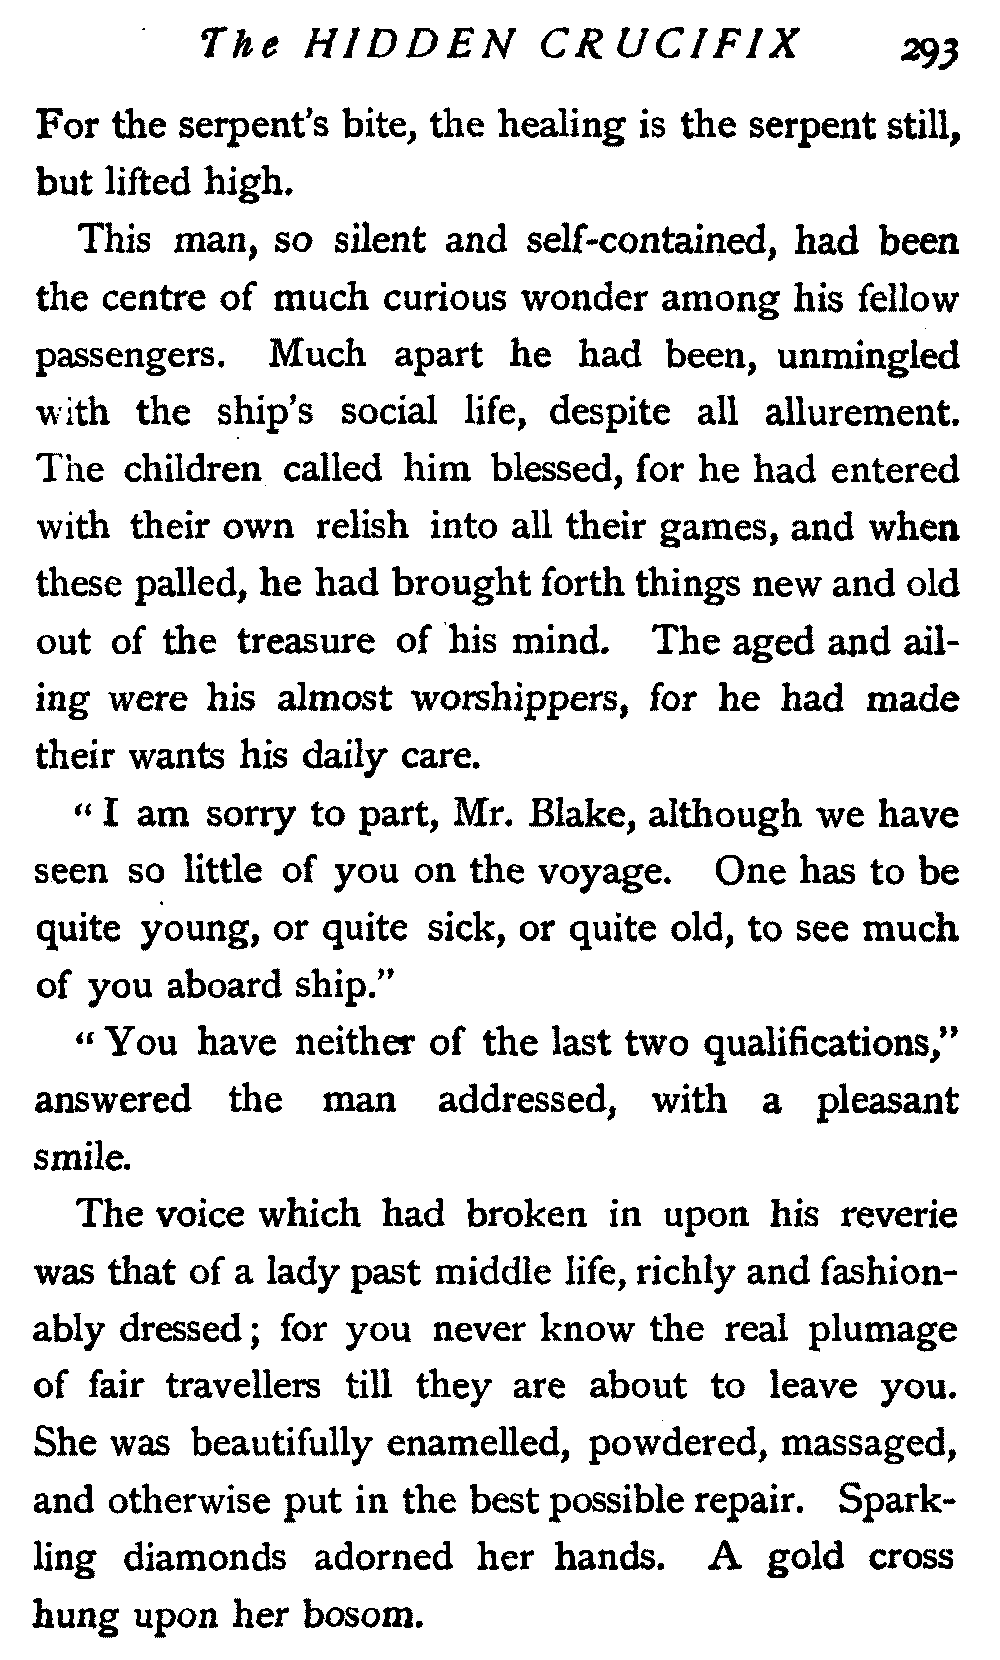 The HIDDEN CRUCIFIX 293
For the serpent's bite, the healing is the serpent still,
but lifted high.
This man, so silent and self-contained, had been
the centre of much curious wonder among his fellow
passengers. Much apart he had been, unmingled
with the ship's social life, despite all allurement.
The children called him blessed, for he had entered
with their own relish into all their games, and when
these palled, he had brought forth things new and old
out of the treasure of his mind. The aged and ail-
ing were his almost worshippers, for he had made
their wants his daily care.
“ I am sorry to part, Mr. Blake, although we have
seen so little of you on the voyage. One has to be
quite young, or quite sick, or quite old, to see much
of you aboard ship.”
“ You have neither of the last two qualifications,”
answered the man addressed, with a pleasant
smile.
The voice which had broken in upon his reverie
was that of a lady past middle life, richly and fashion-
ably dressed ; for you never know the real plumage
of fair travellers till they are about to leave you.
She was beautifully enamelled, powdered, massaged,
and otherwise put in the best possible repair. Spark-
ling diamonds adorned her hands. A gold cross
hung upon her bosom.